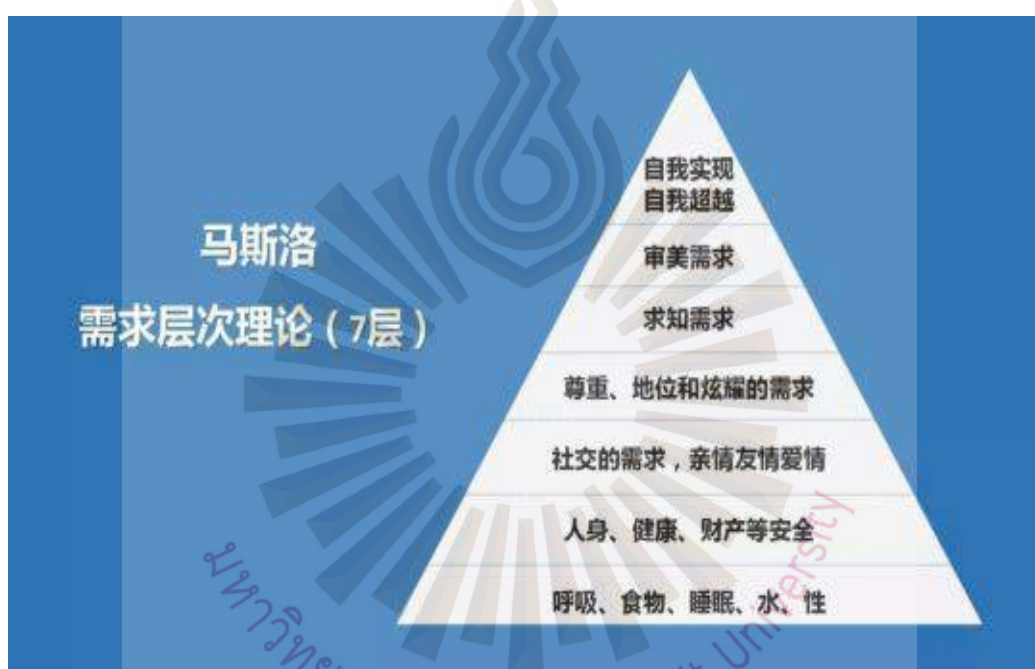 马斯洛
需求层次理论（7层）
自我实现
自我超越
审美需求
求知需求
尊重、地位和炫耀的需求
社交的需求，亲情友情爱情
人身、健康、财产等安全
呼吸、食物、睡眠、水、性